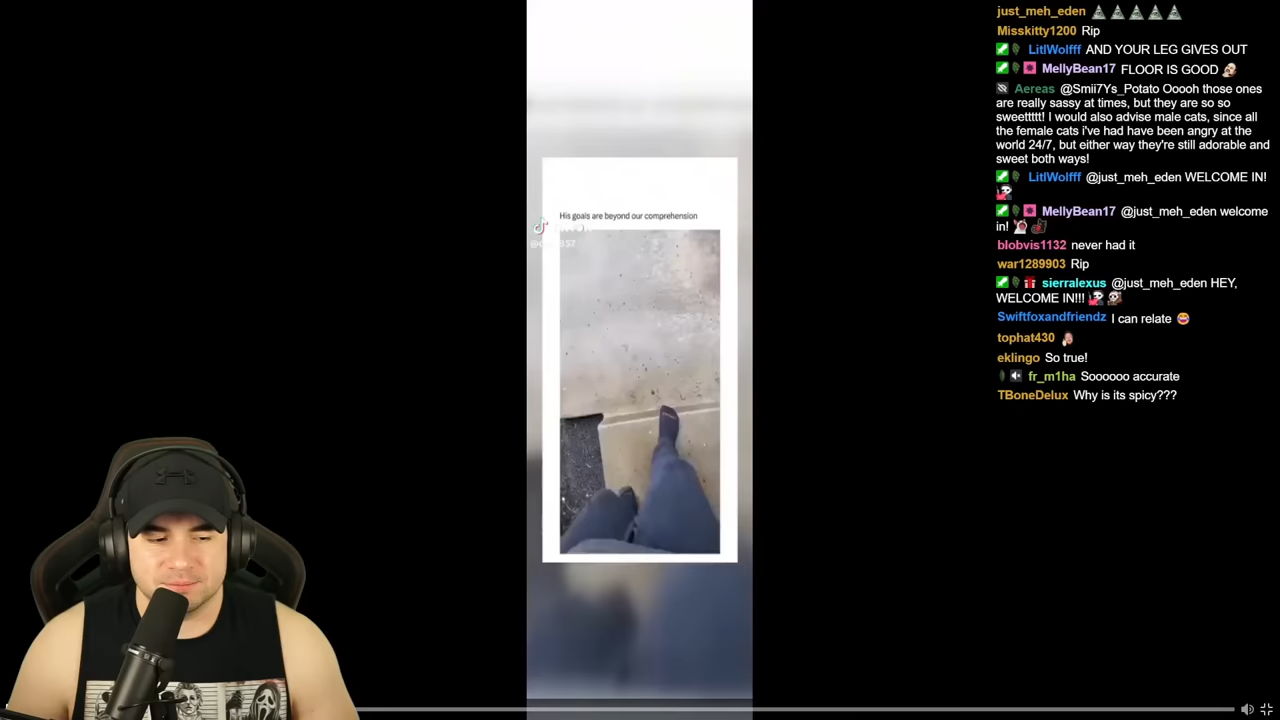 just_meh_eden
Misskitty1200 Rip
LitlWolfff AND YOUR LEG GIVES OUT
MellyBean17 FLOOR IS GOOD
Aereas @Smii7Ys_Potato Ooooh those ones
are really sassy at times, but they are so so
sweettttt! I would also advise male cats, since all
the female cats i've had have been angry at the
world 24/7, but either way they're still adorable and
sweet both ways!
LitlWolfff @just_meh_eden WELCOME IN!
MellyBean17 @just_meh_eden welcome
in!
blobvis1132 never had it
war1289903 Rip
sierralexus @just_meh_eden HEY,
WELCOME IN!!!
Swiftfoxandfriendz I can relate
tophat430
eklingo So true!
fr_m1ha Soooooo accurate
TBoneDelux Why is its spicy???
His goals are beyond our comprehension